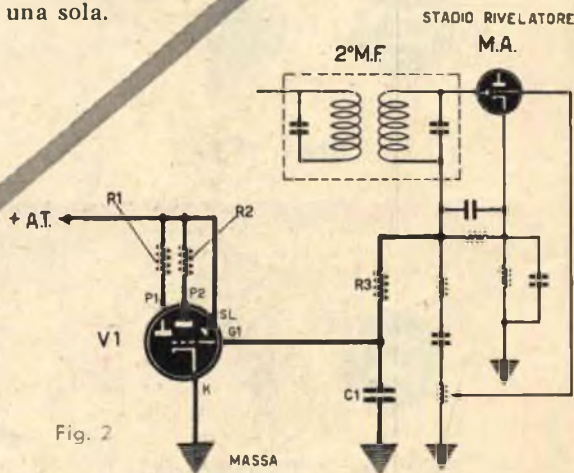 una sola.
STADIO RIVELATORE
M.A.
2°M.F.
+ A.T.
R1
R2
P1
P2
SL
G1
V1
K
R3
C1
Fig. 2
MASSA